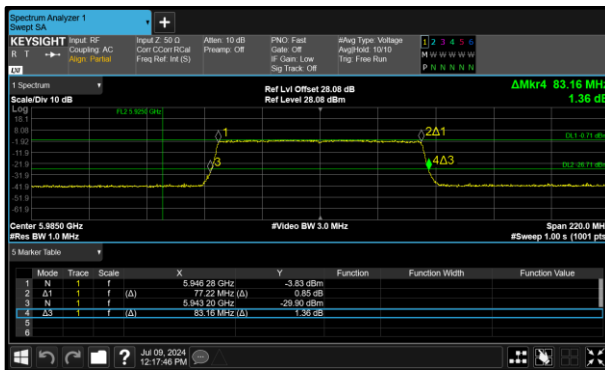 Spectrum Analyzer 1
Swept SA
KEYSIGHT Input: RF Input Z: 50 Ω Atten: 10 dB PNO: Fast #Avg Type: Voltage 1 2 3 4 5 6
R T Coupling: AC Corr CCorr RCal Preamp: Off Gate: Off Avg|Hold: 10/10 M W W W W W
Align: Partial Freq Ref: Int (S) IF Gain: Low Trig: Free Run P N N N N N
Sig Track: Off
LXI
1 Spectrum Ref Lvl Offset 28.08 dB ΔMkr4 83.16 MHz
Scale/Div 10 dB Ref Level 28.08 dBm 1.36 dB
Log
FL2 5.9250 GHz
18.1
8.08
1 2Δ1
-1.92 DL1 -0.71 dBm
-11.9
3 4Δ3
-21.9 DL2 -26.71 dBm
-31.9
-41.9
-51.9
-61.9
Center 5.9850 GHz #Video BW 3.0 MHz Span 220.0 MHz
#Res BW 1.0 MHz #Sweep 1.00 s (1001 pts)
5 Marker Table
Mode Trace Scale X Y Function Function Width Function Value
1 N 1 f 5.946 28 GHz -3.83 dBm
2 Δ1 1 f (Δ) 77.22 MHz (Δ) 0.85 dB
3 N 1 f 5.943 20 GHz -29.90 dBm
4 Δ3 1 f (Δ) 83.16 MHz (Δ) 1.36 dB
5
6
? Jul 09, 2024
12:17:46 PM